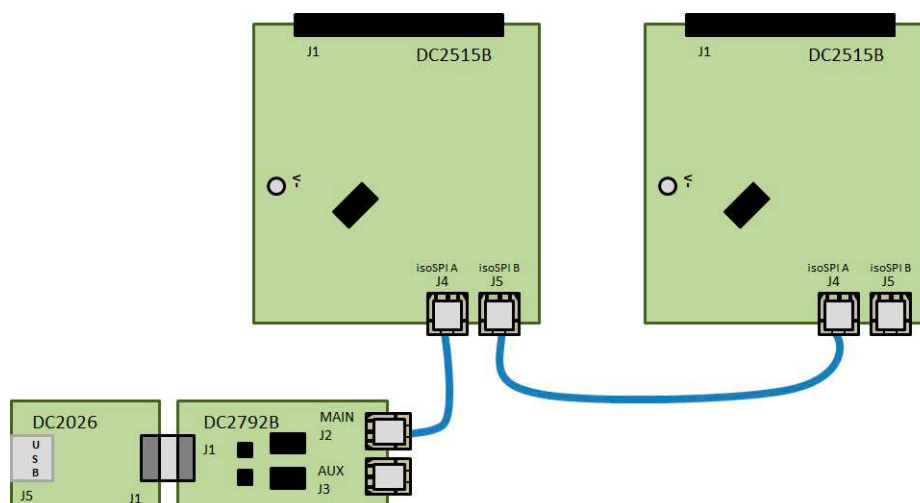 J1
DC2515B
V-
isoSPI A
isoSPI B
J4
J5
J1
DC2515B
V-
isoSPI A
isoSPI B
J4
J5
DC2026
USB
J5
J1
DC2792B
J1
MAIN
J2
AUX
J3